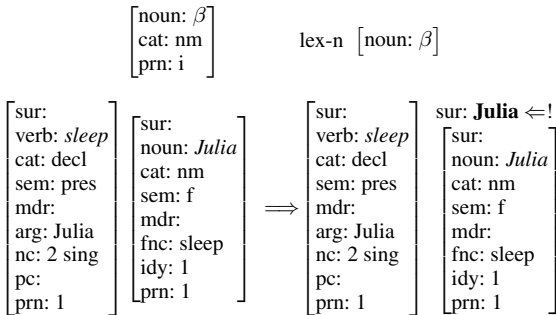 noun: β
cat: nm
prn: i
lex-n [noun: β]
sur:
verb: sleep
cat: decl
sem: pres
mdr:
arg: Julia
nc: 2 sing
pc:
prn: 1
sur:
noun: Julia
cat: nm
sem: f
mdr:
fnc: sleep
idy: 1
prn: 1
⟹
sur:
verb: sleep
cat: decl
sem: pres
mdr:
arg: Julia
nc: 2 sing
pc:
prn: 1
sur: Julia ⇐!
sur:
noun: Julia
cat: nm
sem: f
mdr:
fnc: sleep
idy: 1
prn: 1